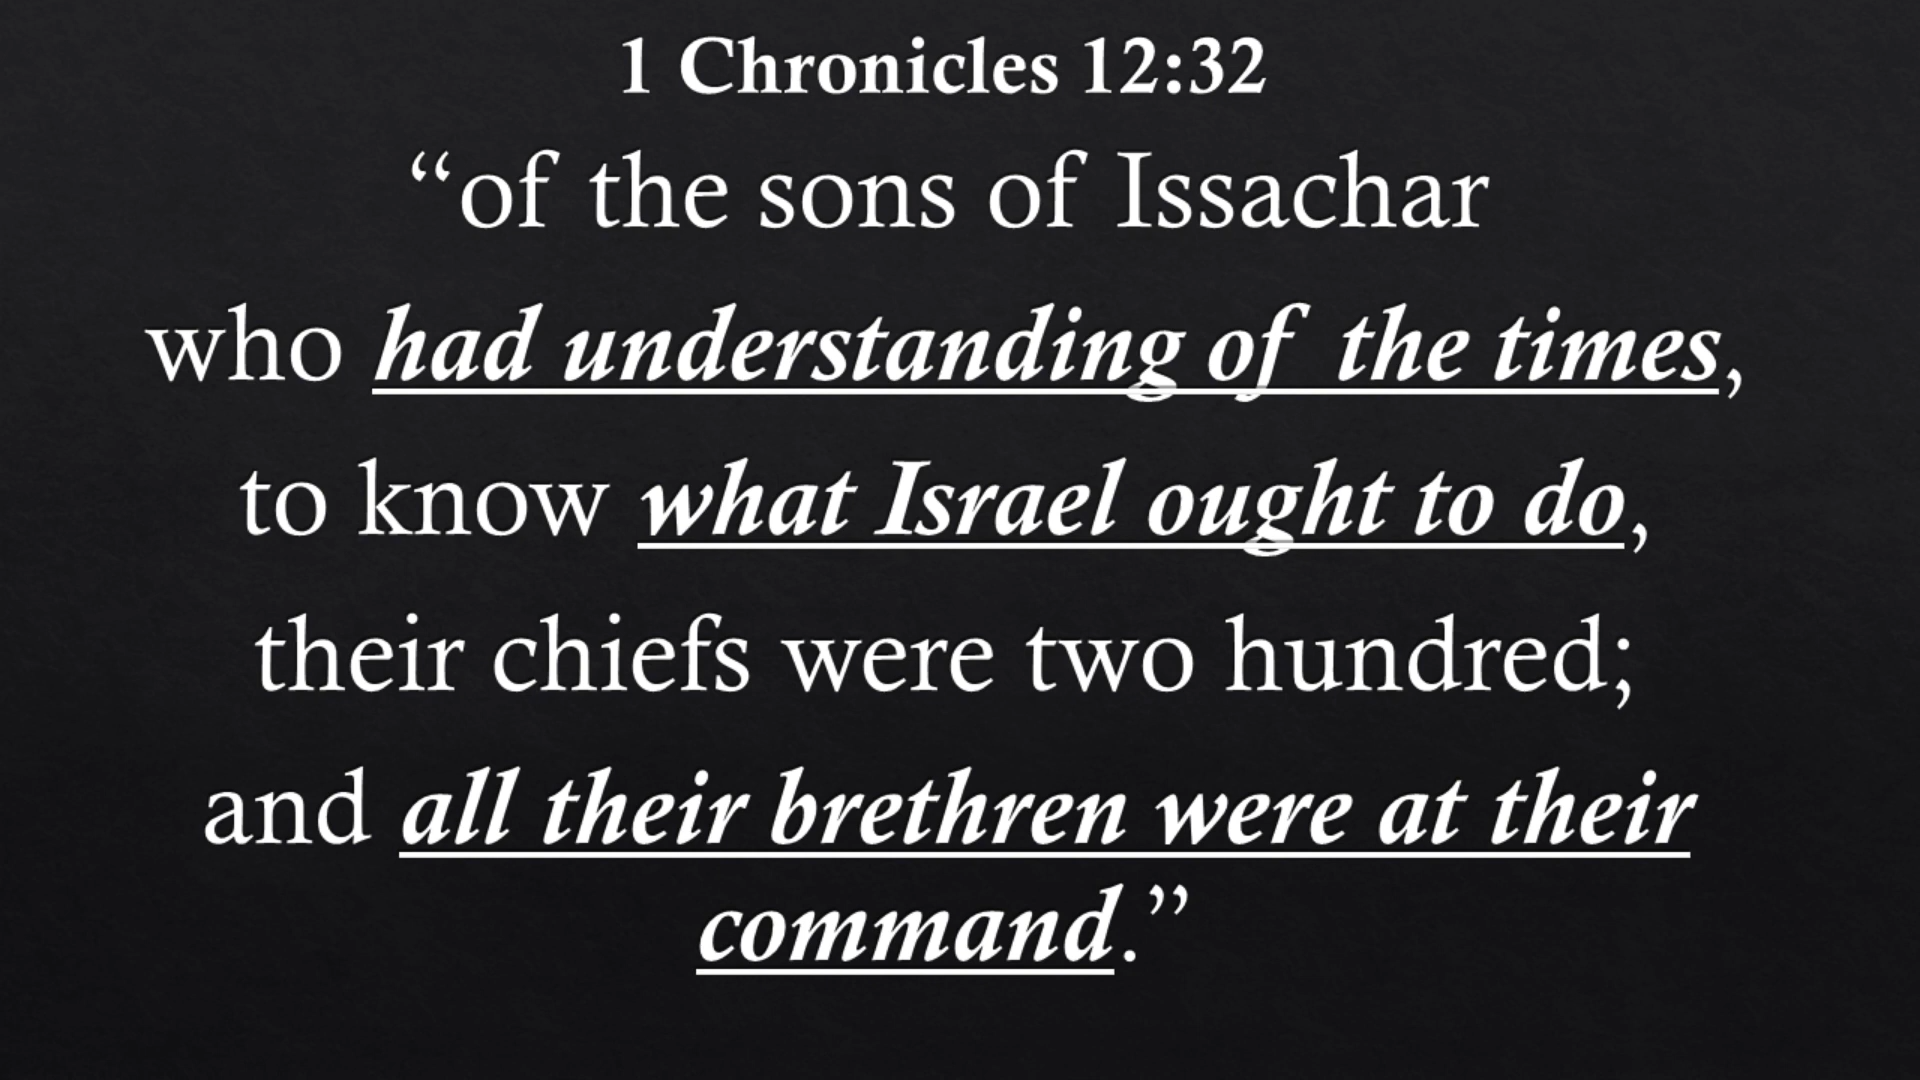 1 Chronicles 12:32
“of the sons of Issachar
who had understanding of the times,
to know what Israel ought to do,
their chiefs were two hundred;
and all their brethren were at their
command.”